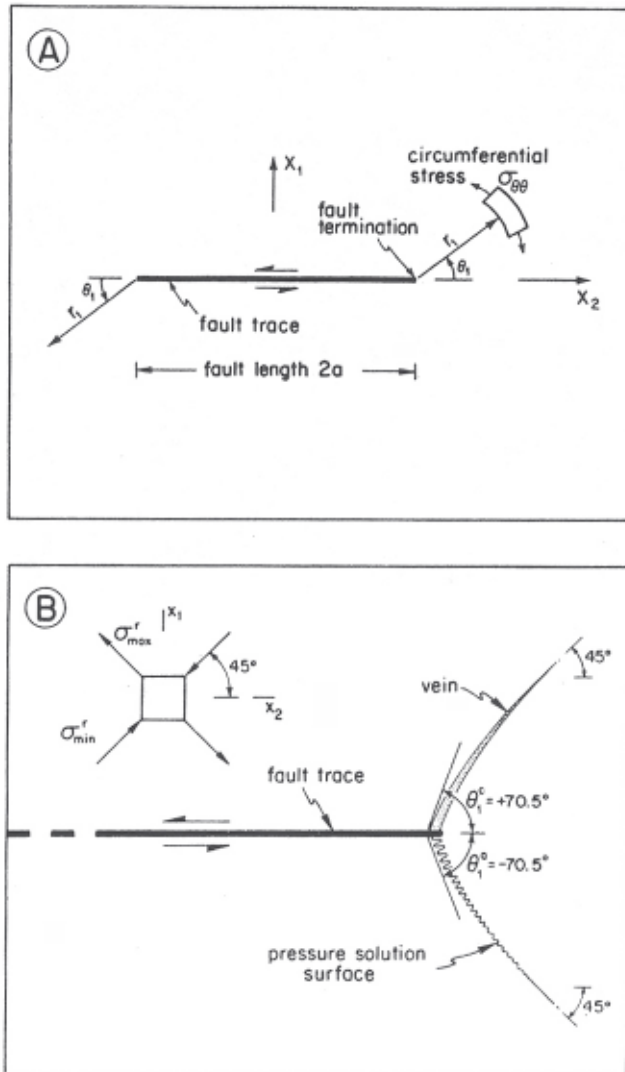 A
X₁
circumferential
stress
σθθ
fault
termination
r₁
θ₁
θ₁
r₁
X₂
fault trace
fault length 2a
B
σʳmax
x₁
45°
x₂
σʳmin
45°
vein
fault trace
θ₁ᶜ=+70.5°
θ₁ᶜ=-70.5°
pressure solution
surface
45°